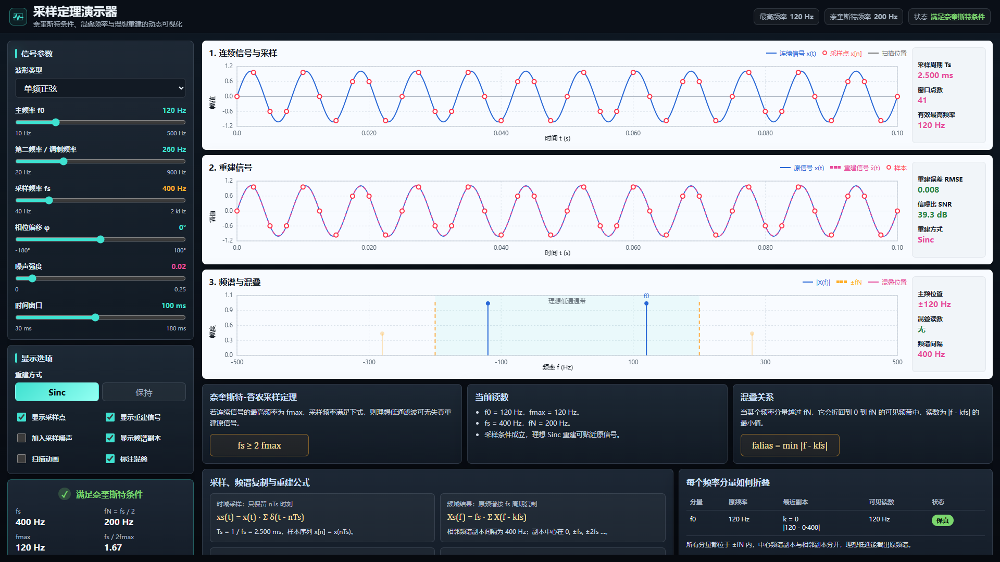 采样定理演示器
奈奎斯特条件、混叠频率与理想重建的动态可视化
最高频率 120 Hz
奈奎斯特频率 200 Hz
状态 满足奈奎斯特条件
信号参数
波形类型
单频正弦
主频率 f0 120 Hz
10 Hz 500 Hz
第二频率 / 调制频率 260 Hz
20 Hz 900 Hz
采样频率 fs 400 Hz
40 Hz 2 kHz
相位偏移 φ 0°
-180° 180°
噪声强度 0.02
0 0.25
时间窗口 100 ms
30 ms 180 ms
显示选项
重建方式
Sinc 保持
显示采样点 显示重建信号
加入采样噪声 显示频谱副本
扫描动画 标注混叠
✓ 满足奈奎斯特条件
fs fN = fs / 2
400 Hz 200 Hz
fmax fs / 2fmax
120 Hz 1.67
1. 连续信号与采样
连续信号 x(t) 采样点 x[n] 扫描位置
1.2
0.6
0.0
-0.6
-1.2
幅值
0.0 0.020 0.040 0.060 0.080 0.10
时间 t (s)
采样周期 Ts
2.500 ms
窗口点数
41
有效最高频率
120 Hz
2. 重建信号
原信号 x(t) 重建信号 x̂(t) 样本
1.2
0.6
0.0
-0.6
-1.2
幅值
0.0 0.020 0.040 0.060 0.080 0.10
时间 t (s)
重建误差 RMSE
0.008
信噪比 SNR
39.3 dB
重建方式
Sinc
3. 频谱与混叠
|X(f)| ±fN 混叠位置
理想低通通带
f0
1.1
0.9
0.6
0.3
0.0
幅度
-500 -300 -100 100 300 500
频率 f (Hz)
主频位置
±120 Hz
混叠读数
无
频谱间隔
400 Hz
奈奎斯特-香农采样定理
若连续信号的最高频率为 fmax，采样频率满足下式，则理想低通滤波可无失真重
建原信号。
fs ≥ 2 fmax
当前读数
• f0 = 120 Hz，fmax = 120 Hz。
• fs = 400 Hz，fN = 200 Hz。
• 采样条件成立，理想 Sinc 重建可贴近原信号。
混叠关系
当某个频率分量越过 fN，它会折回到 0 到 fN 的可见频带中，读数为 |f - kfs| 的
最小值。
falias = min |f - kfs|
采样、频谱复制与重建公式
时域采样：只保留 nTs 时刻
xs(t) = x(t) · Σ δ(t - nTs)
Ts = 1 / fs = 2.500 ms，样本序列 x[n] = x(nTs)。
频域结果：原频谱按 fs 周期复制
Xs(f) = fs · Σ X(f - kfs)
相邻频谱副本间隔为 400 Hz；副本中心在 0, ±fs, ±2fs ...。
每个频率分量如何折叠
分量 原频率 最近副本 可见读数 状态
f0 120 Hz k = 0 120 Hz 保真
|120 - 0·400|
所有分量都位于 ±fN 内，中心频谱副本与相邻副本分开，理想低通能截出原频谱。